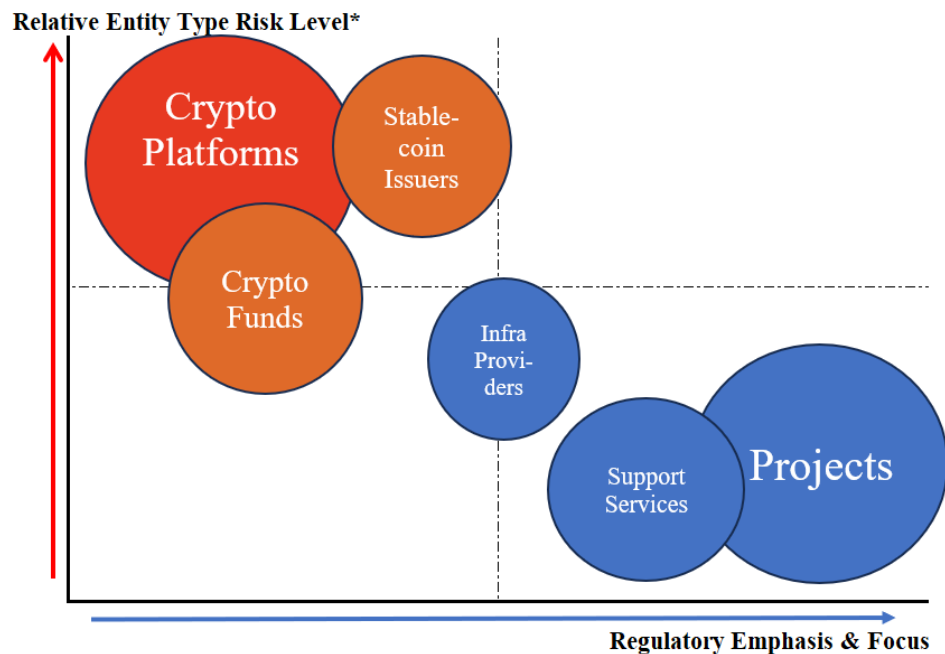 Relative Entity Type Risk Level*
Crypto
Platforms
Stable-
coin
Issuers
Crypto
Funds
Infra
Provi-
ders
Support
Services
Projects
Regulatory Emphasis & Focus